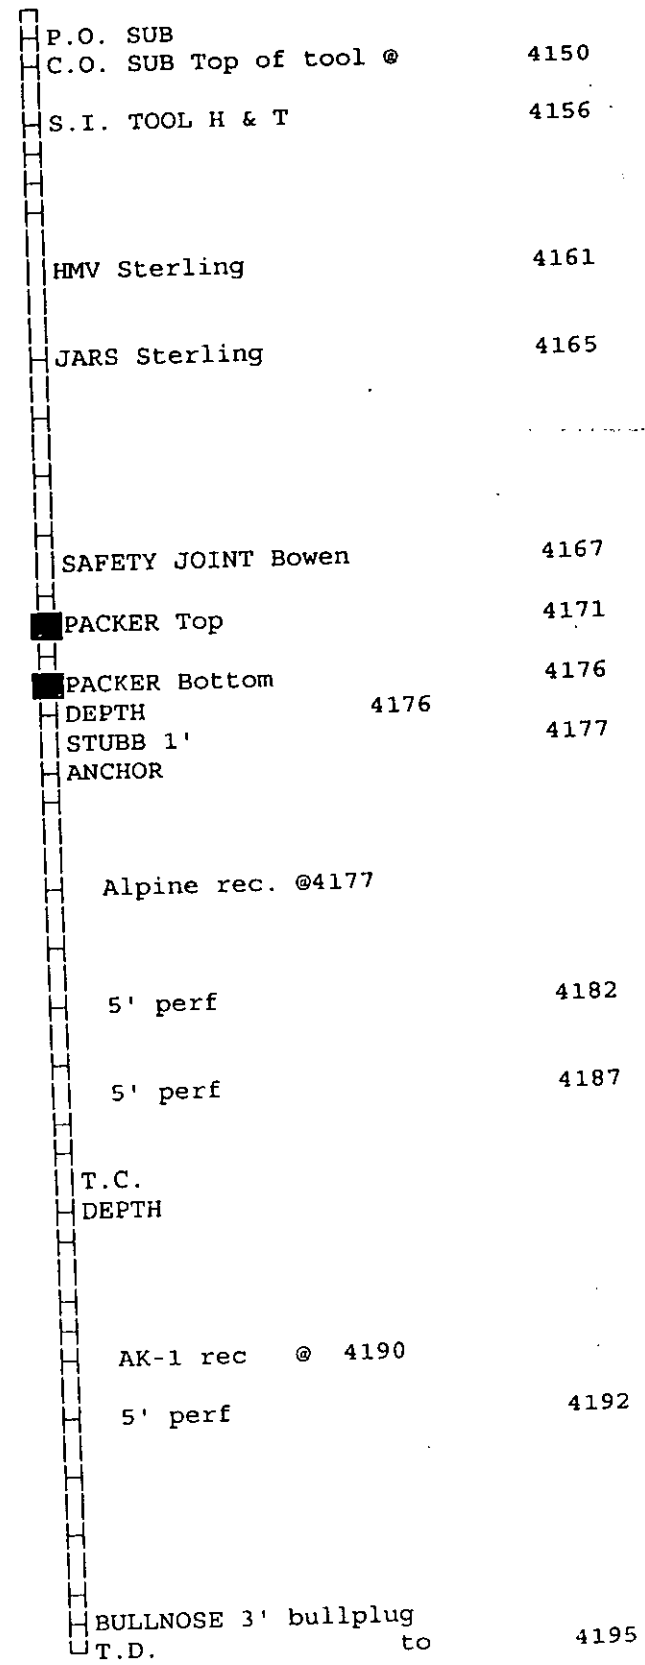 P.O. SUB
C.O. SUB Top of tool @ 4150
S.I. TOOL H & T 4156
HMV Sterling 4161
JARS Sterling 4165
SAFETY JOINT Bowen 4167
PACKER Top 4171
PACKER Bottom 4176
DEPTH 4176
STUBB 1' 4177
ANCHOR
Alpine rec. @4177
5' perf 4182
5' perf 4187
T.C.
DEPTH
AK-1 rec @ 4190
5' perf 4192
BULLNOSE 3' bullplug
T.D. to 4195